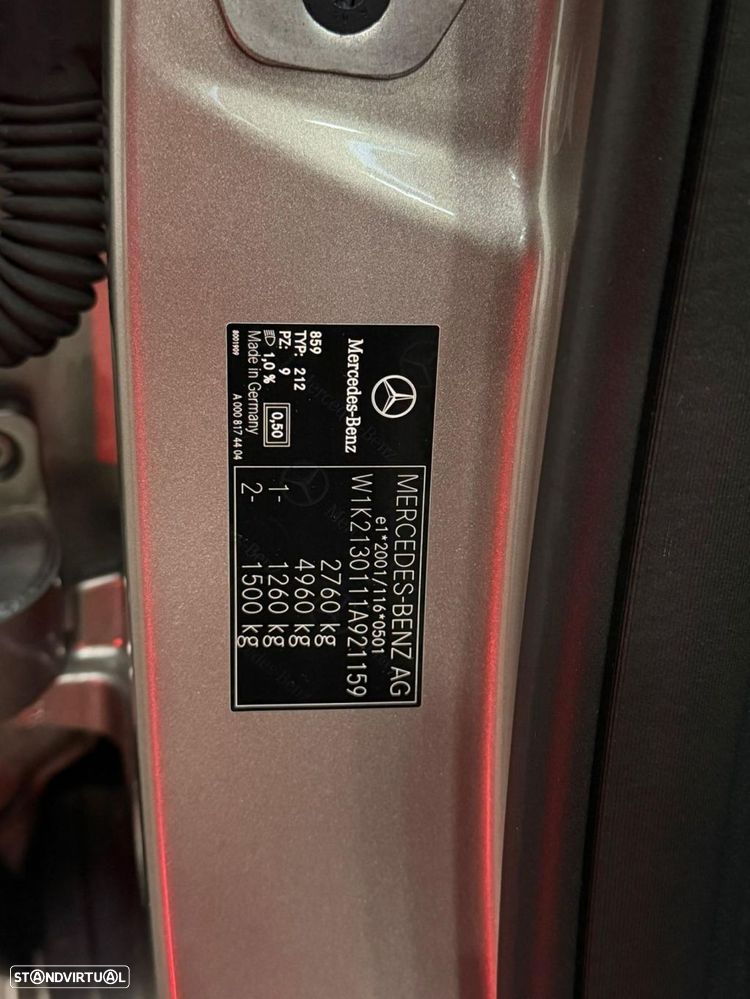 Mercedes-Benz
859
TYP: 212
PZ: 9
1,0 %
0,50
Made in Germany
8001909
A 000 817 44 04
MERCEDES-BENZ AG
e1*2001/116*0501
W1K2130111A921159
2760 kg
4960 kg
1- 1260 kg
2- 1500 kg
STANDVIRTUAL